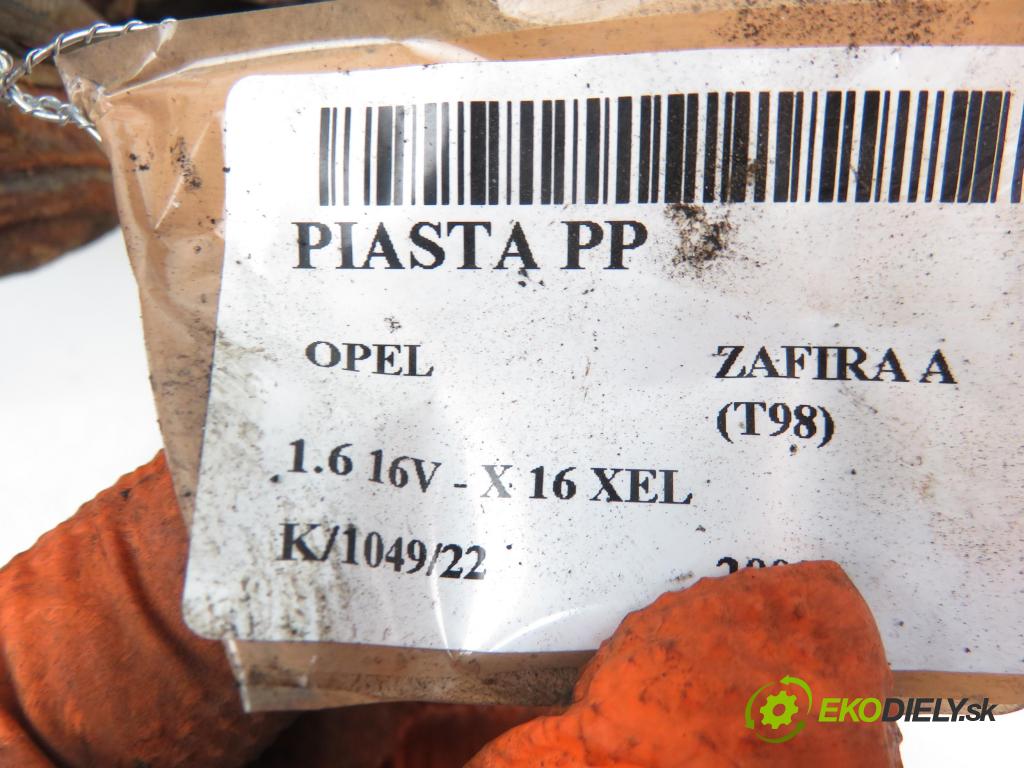 PIASTA PP
OPEL
ZAFIRA A
(T98)
1.6 16V - X 16 XEL
K/1049/22
EKODIELY.sk